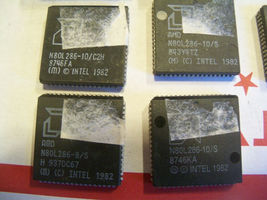 N80L286-10/C2H
8746FA
(M) (C) INTEL 1982
AMD
N80L286-10/S
(M) (C) INTEL 1982
AMD
N80L286-8/S
H 9370C67
(M) (C) INTEL 1982
N80L286-10/S
8746KA
(C) INTEL 1982